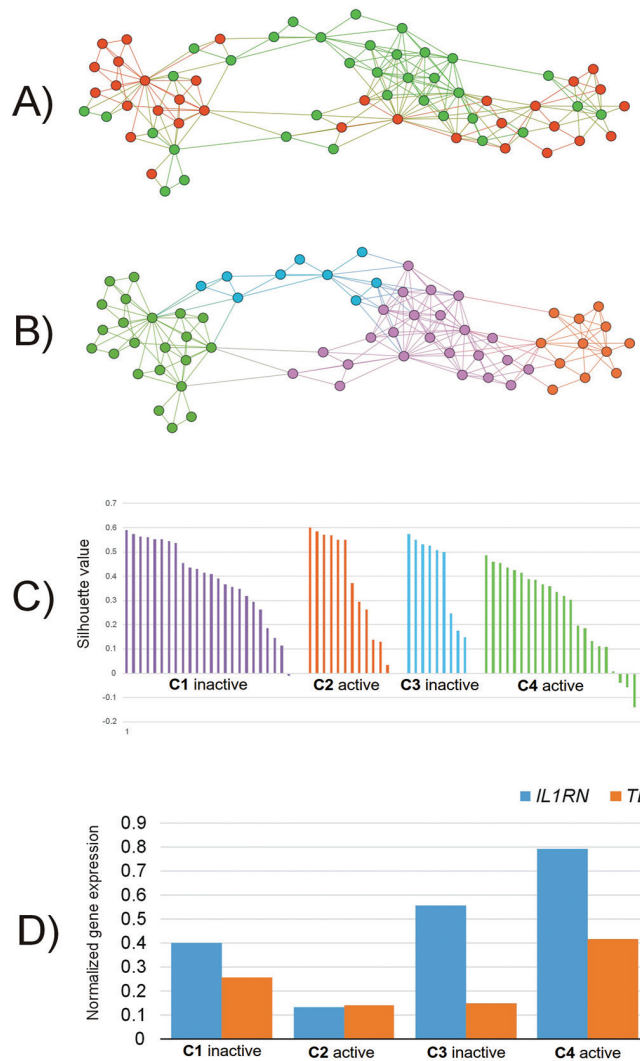 A)
B)
C)
Silhouette value
0.7
0.6
0.5
0.4
0.3
0.2
0.1
0
-0.1
-0.2
C1 inactive
C2 active
C3 inactive
C4 active
1
D)
IL1RN
Normalized gene expression
0.9
0.8
0.7
0.6
0.5
0.4
0.3
0.2
0.1
0
C1 inactive
C2 active
C3 inactive
C4 active